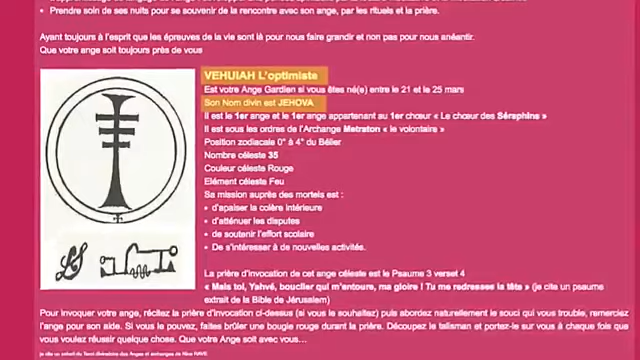 • Prendre soin de ses nuits pour se souvenir de la rencontre avec son ange, par les rituels et la prière.
Ayant toujours à l'esprit que les épreuves de la vie sont là pour nous faire grandir et non pas pour nous anéantir.
Que votre ange soit toujours près de vous
VEHUIAH L'optimiste
Est votre Ange Gardien si vous êtes né(e) entre le 21 et le 25 mars
Son Nom divin est JEHOVA
Il est le 1er ange et le 1er ange appartenant au 1er chœur « Le chœur des Séraphins »
Il est sous les ordres de l'Archange Metraton « le volontaire »
Position zodiacale 0° à 4° du Bélier
Nombre céleste 35
Couleur céleste Rouge
Elément céleste Feu
Sa mission auprès des mortels est :
• d'apaiser la colère intérieure
• d'atténuer les disputes
• de soutenir l'effort scolaire
• De s'intéresser à de nouvelles activités.
La prière d'invocation de cet ange céleste est le Psaume 3 verset 4
« Mais toi, Yahvé, bouclier qui m'entoure, ma gloire ! Tu me redresses la tête » (je cite un psaume
extrait de la Bible de Jérusalem)
Pour invoquer votre ange, récitez la prière d'invocation ci-dessus (si vous le souhaitez) puis abordez naturellement le souci qui vous trouble, remerciez
l'ange pour son aide. Si vous le pouvez, faites brûler une bougie rouge durant la prière. Découpez le talisman et portez-le sur vous à chaque fois que
vous voulez réussir quelque chose. Que votre Ange soit avec vous…